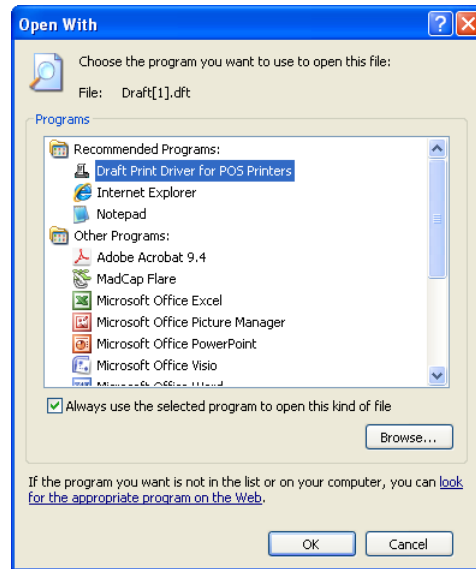 Open With
Choose the program you want to use to open this file:
File: Draft[1].dft
Programs
Recommended Programs:
Draft Print Driver for POS Printers
Internet Explorer
Notepad
Other Programs:
Adobe Acrobat 9.4
MadCap Flare
Microsoft Office Excel
Microsoft Office Picture Manager
Microsoft Office PowerPoint
Microsoft Office Visio
Microsoft Office Word
Always use the selected program to open this kind of file
Browse...
If the program you want is not in the list or on your computer, you can look
for the appropriate program on the Web.
OK Cancel